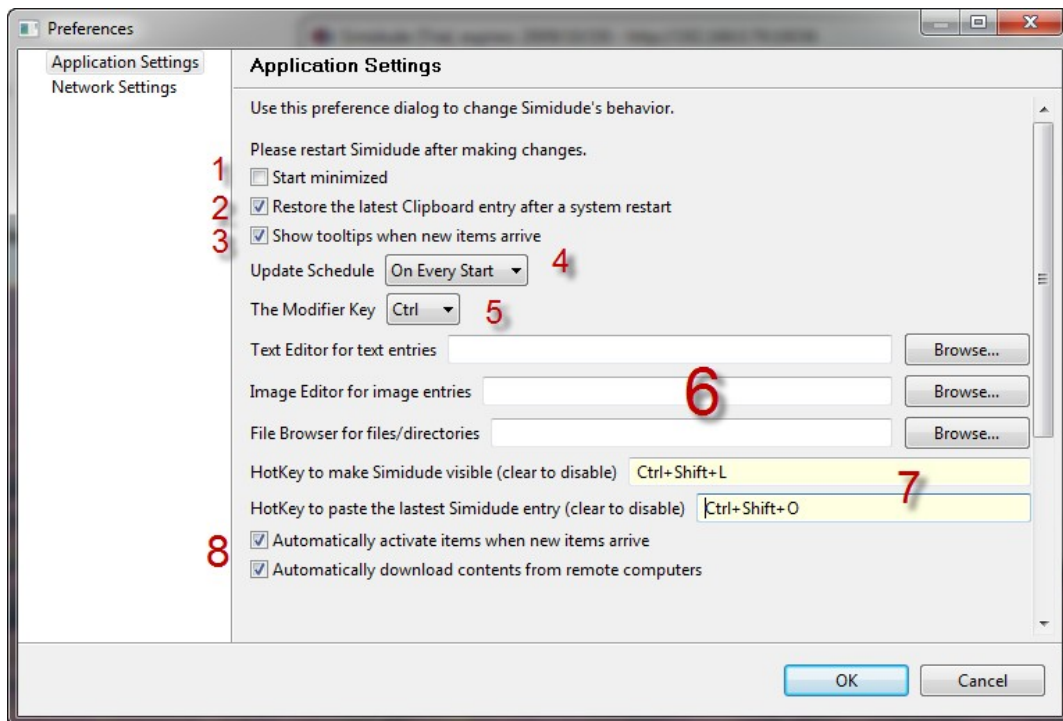 Preferences
Application Settings
Network Settings
Application Settings
Use this preference dialog to change Simidude's behavior.
Please restart Simidude after making changes.
1 Start minimized
2 Restore the latest Clipboard entry after a system restart
3 Show tooltips when new items arrive
Update Schedule On Every Start 4
The Modifier Key Ctrl 5
Text Editor for text entries Browse...
Image Editor for image entries 6 Browse...
File Browser for files/directories Browse...
HotKey to make Simidude visible (clear to disable) Ctrl+Shift+L 7
HotKey to paste the lastest Simidude entry (clear to disable) Ctrl+Shift+O
8 Automatically activate items when new items arrive
Automatically download contents from remote computers
OK Cancel